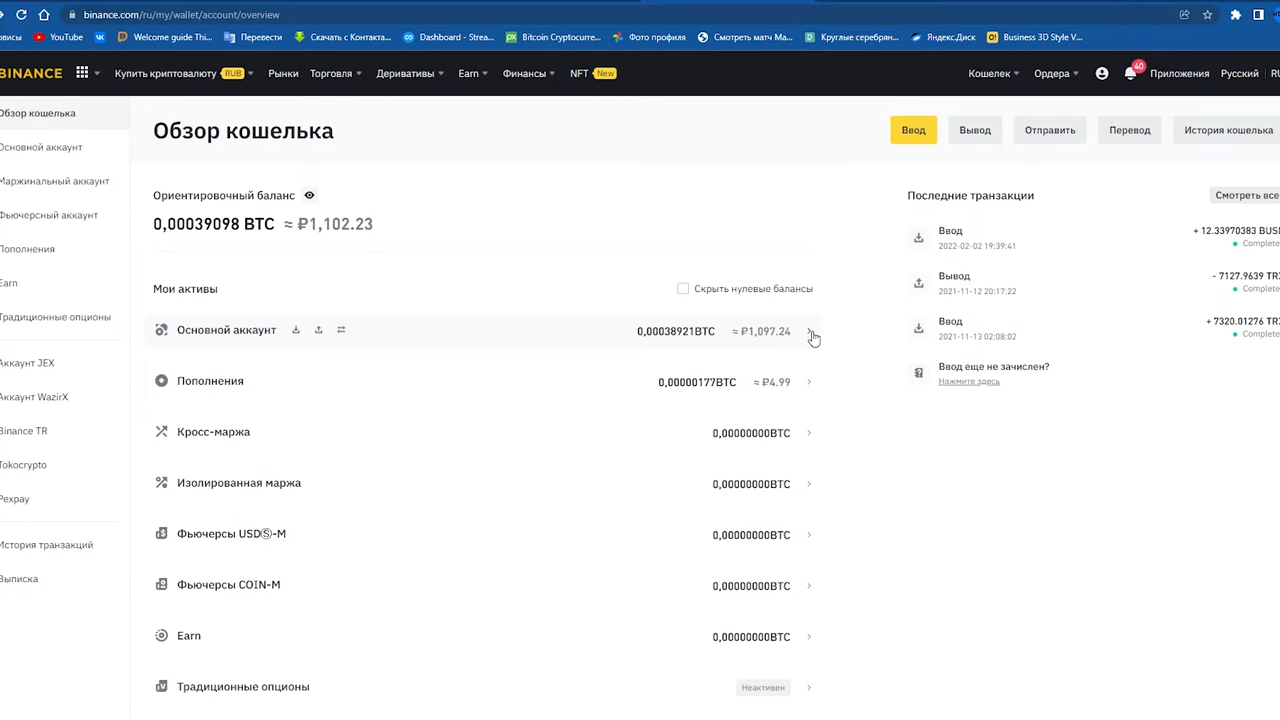 binance.com/ru/my/wallet/account/overview
YouTube
Welcome guide Thi...
Перевести
Скачать с Контакта...
Dashboard - Strea...
Bitcoin Cryptocurre...
Фото профиля
Смотреть матч Ма...
Круглые серебрян...
Яндекс.Диск
Business 3D Style V...
BINANCE
Купить криптовалюту RUB
Рынки
Торговля
Деривативы
Earn
Финансы
NFT New
Кошелек
Ордера
40
Приложения
Русский
Обзор кошелька
Основной аккаунт
Маржинальный аккаунт
Фьючерсный аккаунт
Пополнения
Earn
Традиционные опционы
Аккаунт JEX
Аккаунт WazirX
Binance TR
Tokocrypto
Pexpay
История транзакций
Выписка
Обзор кошелька
Ввод
Вывод
Отправить
Перевод
История кошелька
Ориентировочный баланс
0,00039098 BTC ≈ ₽1,102.23
Мои активы
Скрыть нулевые балансы
Основной аккаунт 0,00038921BTC ≈ ₽1,097.24
Пополнения 0,00000177BTC ≈ ₽4.99
Кросс-маржа 0,00000000BTC
Изолированная маржа 0,00000000BTC
Фьючерсы USDⓈ-M 0,00000000BTC
Фьючерсы COIN-M 0,00000000BTC
Earn 0,00000000BTC
Традиционные опционы Неактивен
Последние транзакции
Смотреть все
Ввод + 12.33970383 BUSD
2022-02-02 19:39:41 Complete
Вывод - 7127.9639 TRX
2021-11-12 20:17:22 Complete
Ввод + 7320.01276 TRX
2021-11-13 02:08:02 Complete
Ввод еще не зачислен?
Нажмите здесь